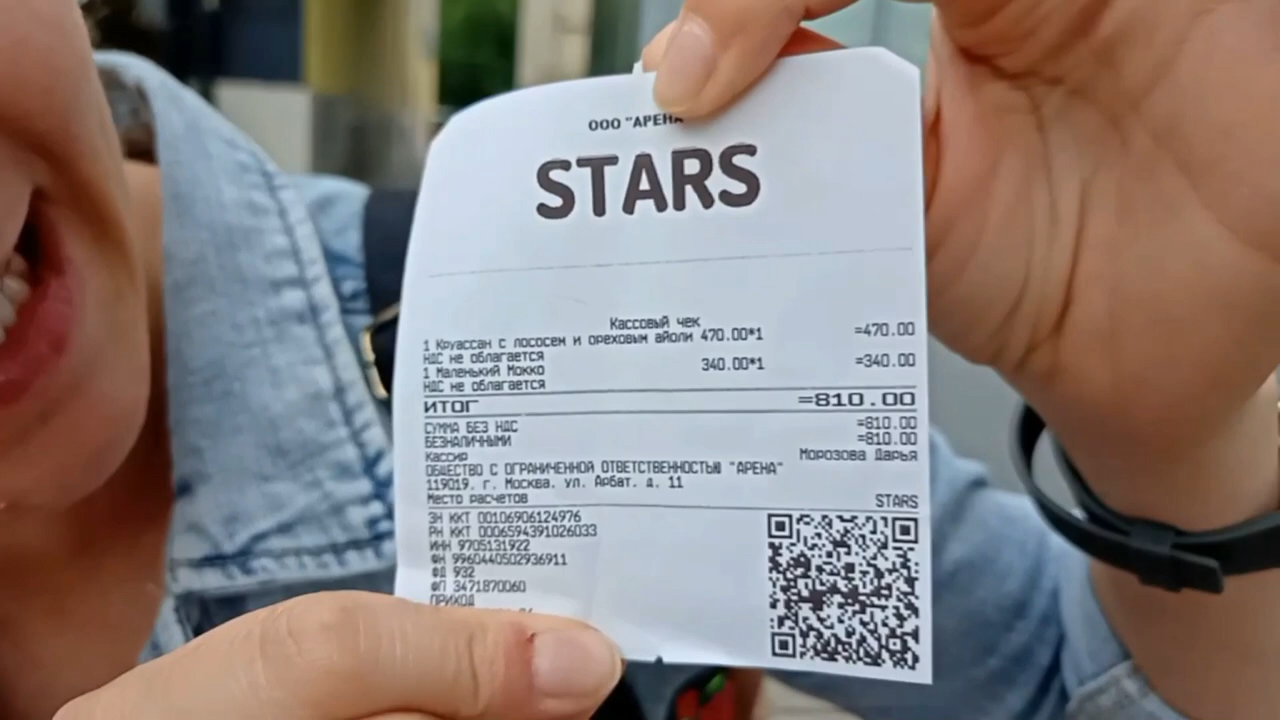 ООО "АРЕНА
STARS
Кассовый чек
1 Круассан с лососем и ореховым айоли 470.00*1 =470.00
НДС не облагается
1 Маленький Мокко 340.00*1 =340.00
НДС не облагается
ИТОГ =810.00
СУММА БЕЗ НДС =810.00
БЕЗНАЛИЧНЫМИ =810.00
Кассир Морозова Дарья
ОБЩЕСТВО С ОГРАНИЧЕННОЙ ОТВЕТСТВЕННОСТЬЮ "АРЕНА"
119019. г. Москва. ул. Арбат. д. 11
Место расчетов STARS
ЗН ККТ 00106906124976
РН ККТ 0006594391026033
ИНН 9705131922
ФН 9960440502936911
ФД 932
ФП 3471870060
ПРИХОД